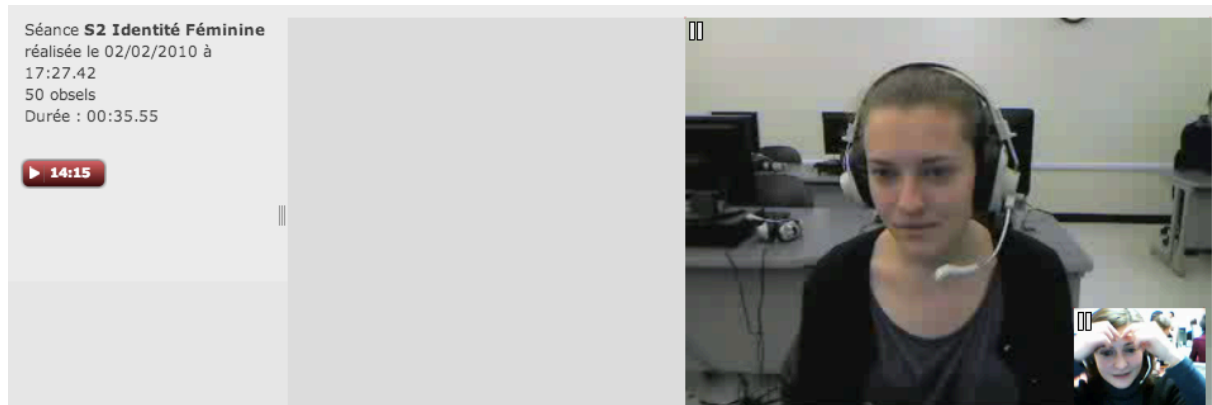 Séance S2 Identité Féminine
réalisée le 02/02/2010 à
17:27.42
50 obsels
Durée : 00:35.55
14:15